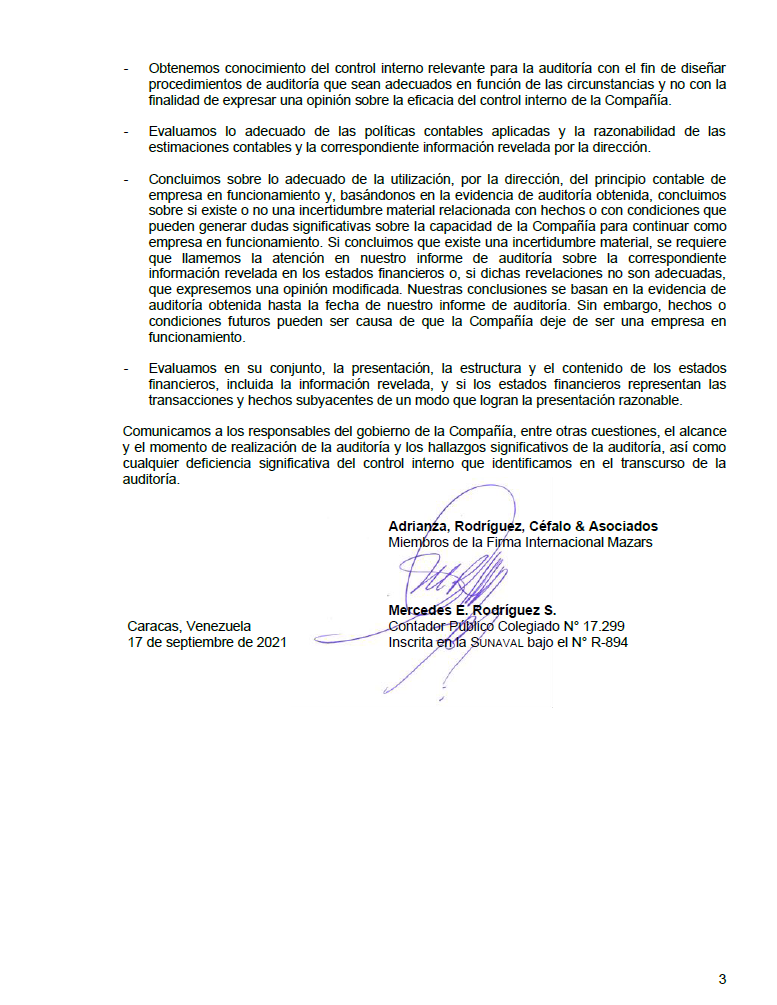 - Obtenemos conocimiento del control interno relevante para la auditoría con el fin de diseñar
procedimientos de auditoría que sean adecuados en función de las circunstancias y no con la
finalidad de expresar una opinión sobre la eficacia del control interno de la Compañía.
- Evaluamos lo adecuado de las políticas contables aplicadas y la razonabilidad de las
estimaciones contables y la correspondiente información revelada por la dirección.
- Concluimos sobre lo adecuado de la utilización, por la dirección, del principio contable de
empresa en funcionamiento y, basándonos en la evidencia de auditoría obtenida, concluimos
sobre si existe o no una incertidumbre material relacionada con hechos o con condiciones que
pueden generar dudas significativas sobre la capacidad de la Compañía para continuar como
empresa en funcionamiento. Si concluimos que existe una incertidumbre material, se requiere
que llamemos la atención en nuestro informe de auditoría sobre la correspondiente
información revelada en los estados financieros o, si dichas revelaciones no son adecuadas,
que expresemos una opinión modificada. Nuestras conclusiones se basan en la evidencia de
auditoría obtenida hasta la fecha de nuestro informe de auditoría. Sin embargo, hechos o
condiciones futuros pueden ser causa de que la Compañía deje de ser una empresa en
funcionamiento.
- Evaluamos en su conjunto, la presentación, la estructura y el contenido de los estados
financieros, incluida la información revelada, y si los estados financieros representan las
transacciones y hechos subyacentes de un modo que logran la presentación razonable.
Comunicamos a los responsables del gobierno de la Compañía, entre otras cuestiones, el alcance
y el momento de realización de la auditoría y los hallazgos significativos de la auditoría, así como
cualquier deficiencia significativa del control interno que identificamos en el transcurso de la
auditoría.
Adrianza, Rodríguez, Céfalo & Asociados
Miembros de la Firma Internacional Mazars
Mercedes E. Rodríguez S.
Caracas, Venezuela Contador Público Colegiado N° 17.299
17 de septiembre de 2021 Inscrita en la SUNAVAL bajo el N° R-894
3